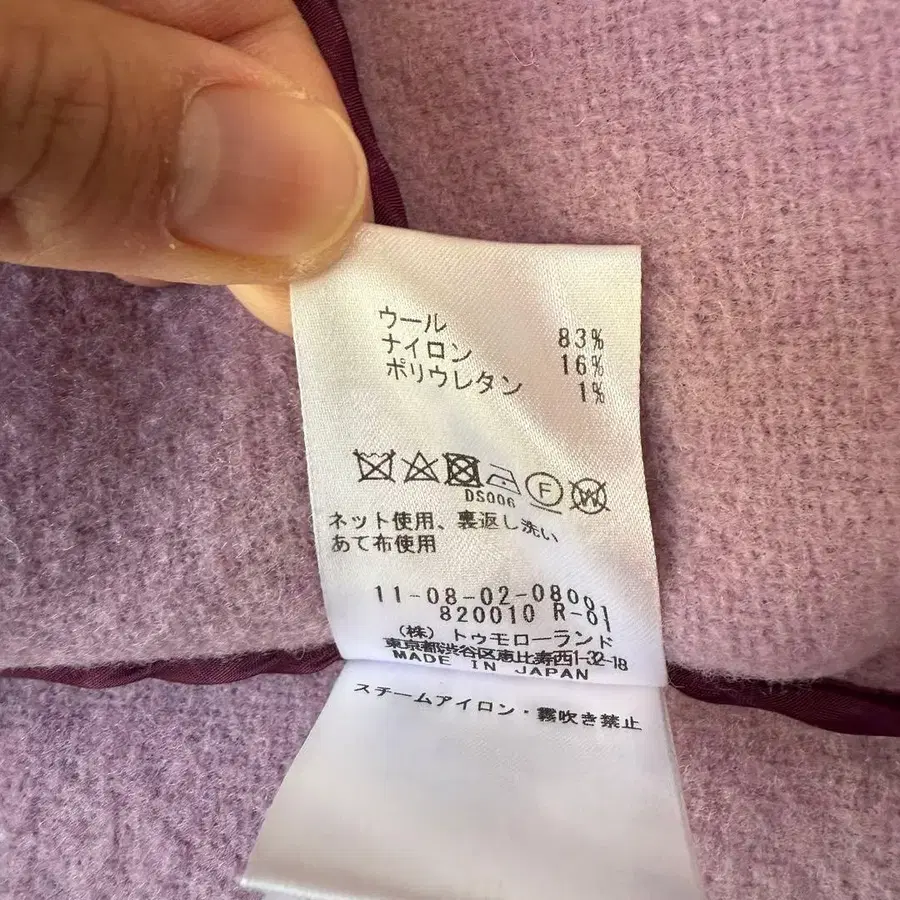 ウール 83%
ナイロン 16%
ポリウレタン 1%
F W
DS006
ネット使用、裏返し洗い
あて布使用
11-08-02-08001
820010 R-01
(株) トゥモローランド
東京都渋谷区恵比寿西1-32-18
MADE IN JAPAN
スチームアイロン・霧吹き禁止